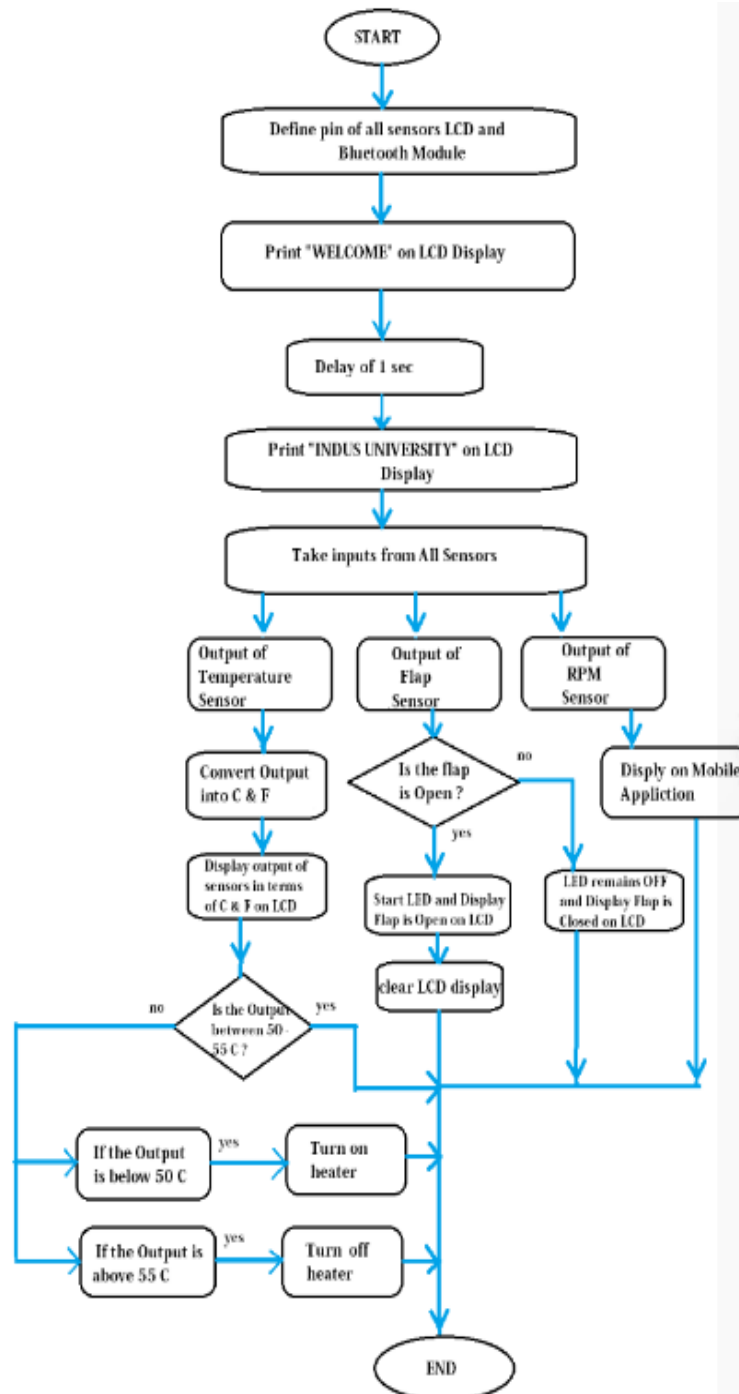 START
Define pin of all sensors LCD and
Bluetooth Module
Print "WELCOME" on LCD Display
Delay of 1 sec
Print "INDUS UNIVERSITY" on LCD
Display
Take inputs from All Sensors
Output of
Temperature
Sensor
Output of
Flap
Sensor
Output of
RPM
Sensor
Convert Output
into C & F
Is the flap
is Open ?
no
yes
Disply on Mobile
Appliction
Display output of
sensors in terms
of C & F on LCD
Start LED and Display
Flap is Open on LCD
LED remains OFF
and Display Flap is
Closed on LCD
clear LCD display
no
Is the Output
between 50 -
55 C ?
yes
If the Output
is below 50 C
yes
Turn on
heater
If the Output is
above 55 C
yes
Turn off
heater
END